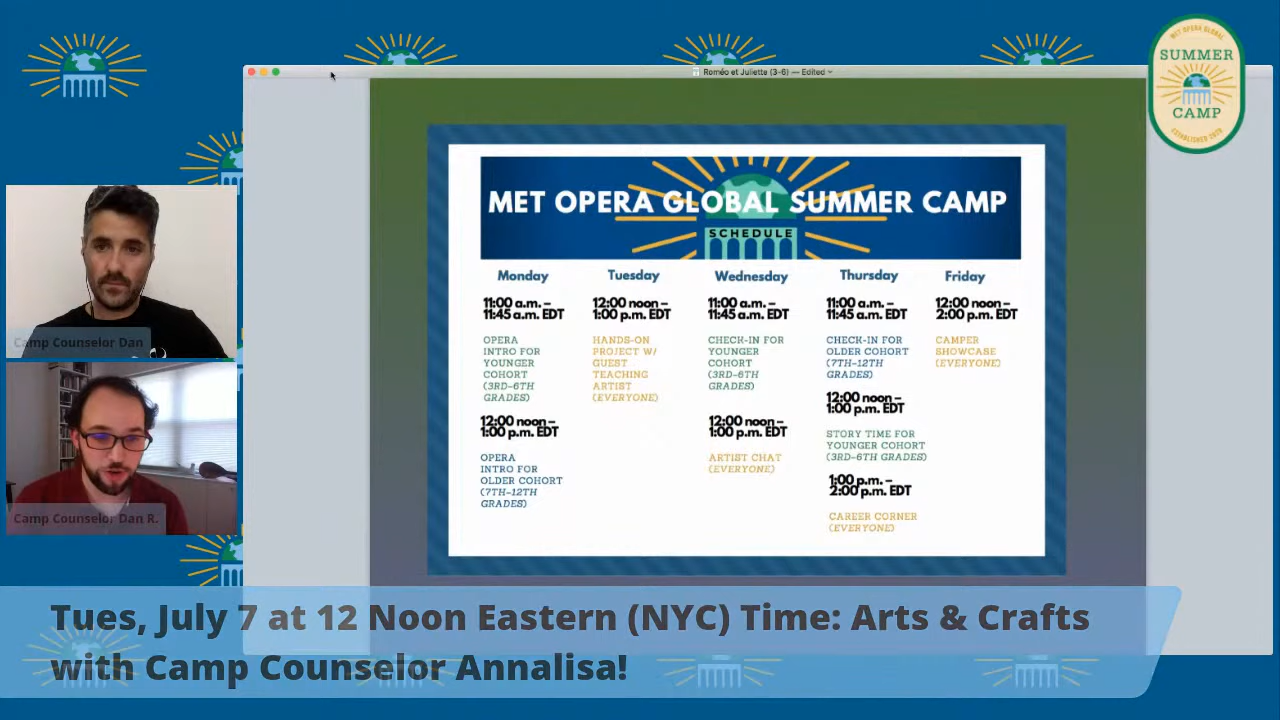 MET OPERA GLOBAL
SUMMER
CAMP
ESTABLISHED 2020
Roméo et Juliette (3-6) — Edited
MET OPERA GLOBAL SUMMER CAMP
SCHEDULE
Monday
11:00 a.m. –
11:45 a.m. EDT
OPERA
INTRO FOR
YOUNGER
COHORT
(3RD-6TH
GRADES)
12:00 noon –
1:00 p.m. EDT
OPERA
INTRO FOR
OLDER COHORT
(7TH-12TH
GRADES)
Tuesday
12:00 noon –
1:00 p.m. EDT
HANDS-ON
PROJECT W/
GUEST
TEACHING
ARTIST
(EVERYONE)
Wednesday
11:00 a.m. –
11:45 a.m. EDT
CHECK-IN FOR
YOUNGER
COHORT
(3RD-6TH
GRADES)
12:00 noon –
1:00 p.m. EDT
ARTIST CHAT
(EVERYONE)
Thursday
11:00 a.m. –
11:45 a.m. EDT
CHECK-IN FOR
OLDER COHORT
(7TH-12TH
GRADES)
12:00 noon –
1:00 p.m. EDT
STORY TIME FOR
YOUNGER COHORT
(3RD-6TH GRADES)
1:00 p.m. –
2:00 p.m. EDT
CAREER CORNER
(EVERYONE)
Friday
12:00 noon –
2:00 p.m. EDT
CAMPER
SHOWCASE
(EVERYONE)
Camp Counselor Dan
Camp Counselor Dan R.
Tues, July 7 at 12 Noon Eastern (NYC) Time: Arts & Crafts
with Camp Counselor Annalisa!